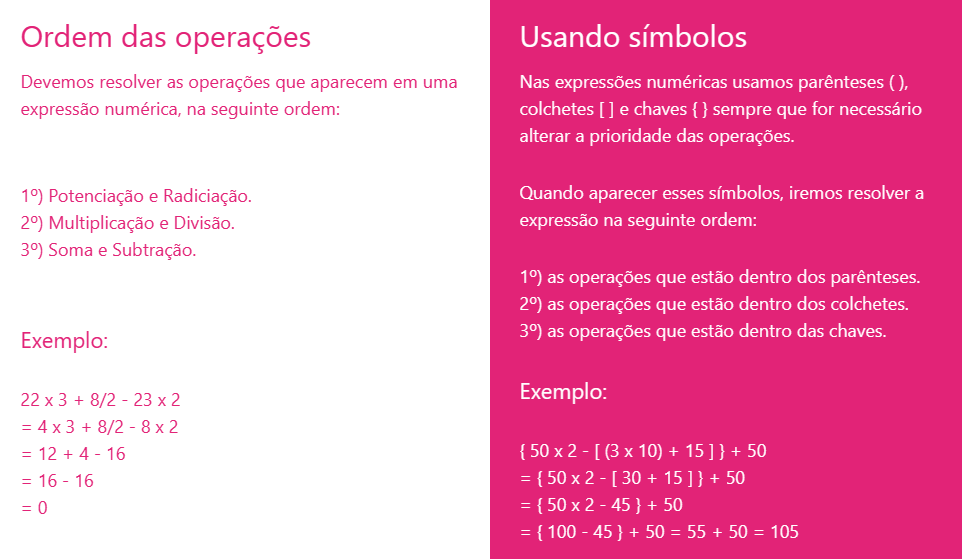 Ordem das operações
Devemos resolver as operações que aparecem em uma
expressão numérica, na seguinte ordem:
1º) Potenciação e Radiciação.
2º) Multiplicação e Divisão.
3º) Soma e Subtração.
Exemplo:
22 x 3 + 8/2 - 23 x 2
= 4 x 3 + 8/2 - 8 x 2
= 12 + 4 - 16
= 16 - 16
= 0
Usando símbolos
Nas expressões numéricas usamos parênteses ( ),
colchetes [ ] e chaves { } sempre que for necessário
alterar a prioridade das operações.
Quando aparecer esses símbolos, iremos resolver a
expressão na seguinte ordem:
1º) as operações que estão dentro dos parênteses.
2º) as operações que estão dentro dos colchetes.
3º) as operações que estão dentro das chaves.
Exemplo:
{ 50 x 2 - [ (3 x 10) + 15 ] } + 50
= { 50 x 2 - [ 30 + 15 ] } + 50
= { 50 x 2 - 45 } + 50
= { 100 - 45 } + 50 = 55 + 50 = 105